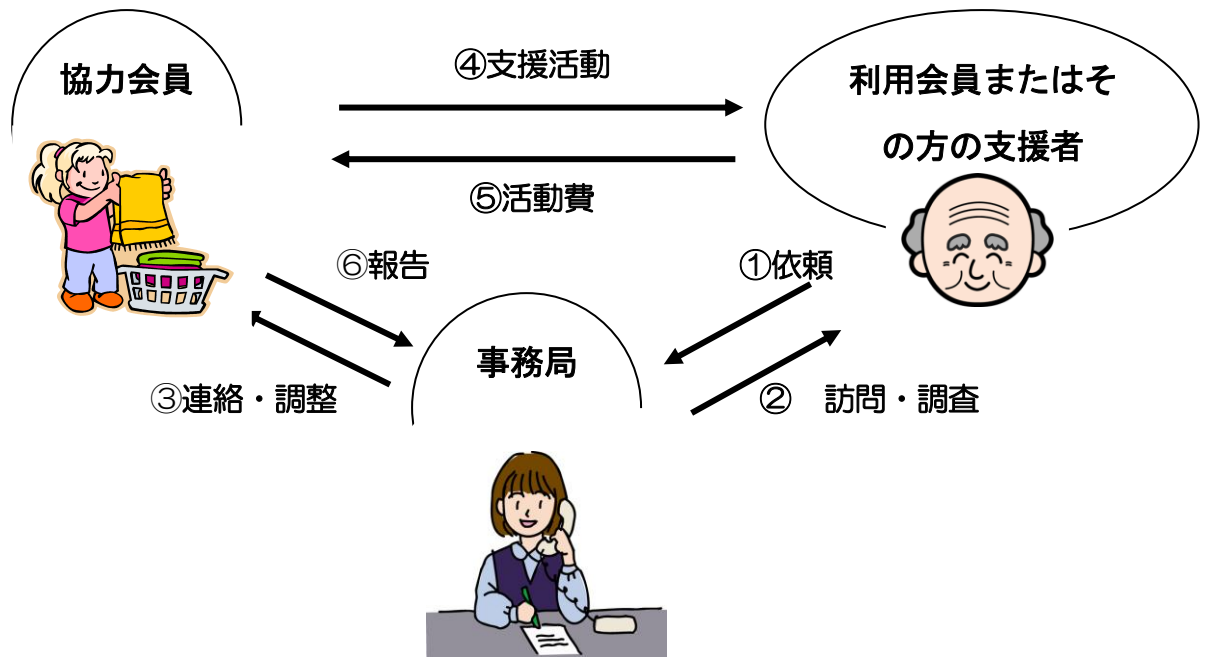 協力会員
④支援活動
利用会員またはそ
の方の支援者
⑤活動費
⑥報告
①依頼
事務局
③連絡・調整
②　訪問・調査